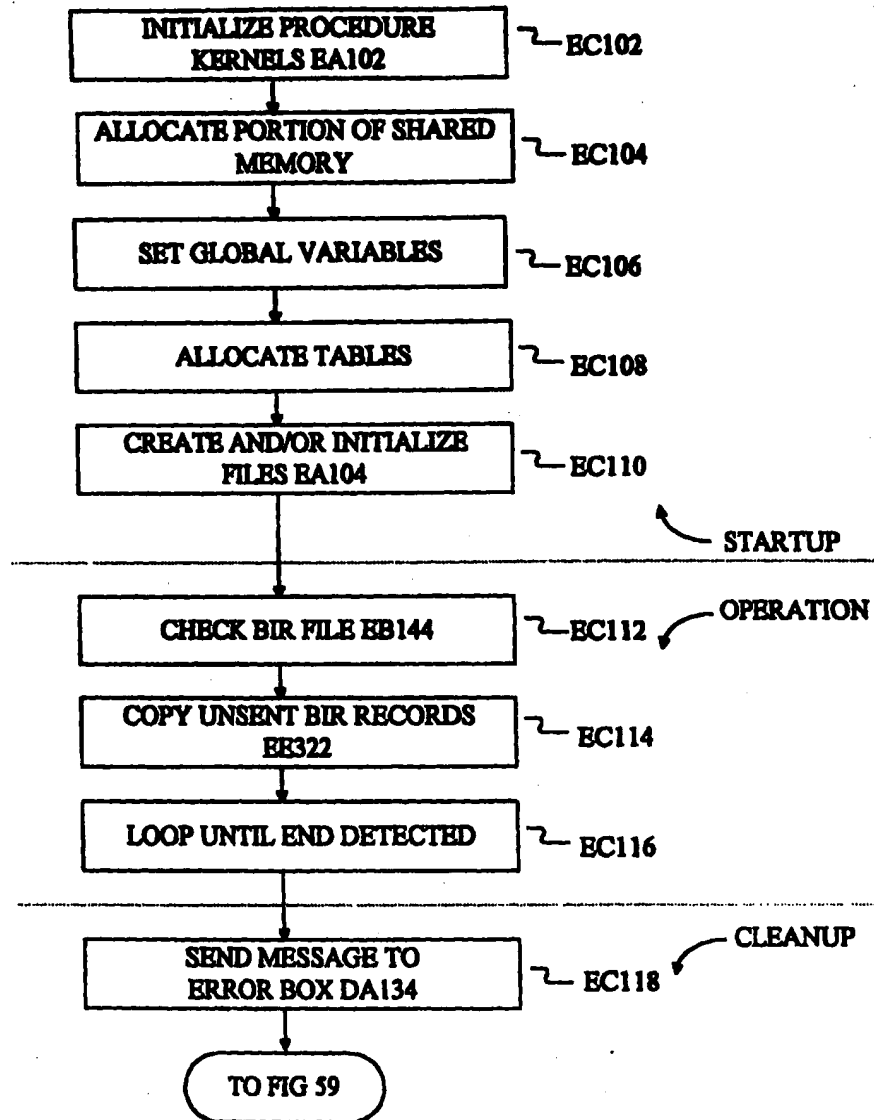 INITIALIZE PROCEDURE
KERNELS EA102
EC102
ALLOCATE PORTION OF SHARED
MEMORY
EC104
SET GLOBAL VARIABLES
EC106
ALLOCATE TABLES
EC108
CREATE AND/OR INITIALIZE
FILES EA104
EC110
STARTUP
OPERATION
CHECK BIR FILE EB144
EC112
COPY UNSENT BIR RECORDS
EE322
EC114
LOOP UNTIL END DETECTED
EC116
CLEANUP
SEND MESSAGE TO
ERROR BOX DA134
EC118
TO FIG 59